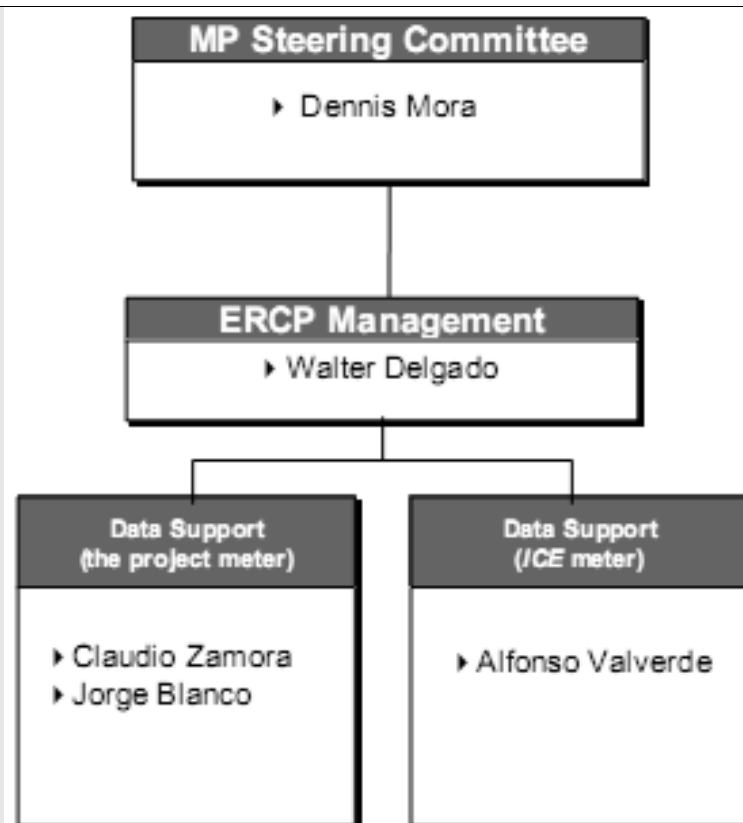 MP Steering Committee
Dennis Mora
ERCP Management
Walter Delgado
Data Support
(the project meter)
Claudio Zamora
Jorge Blanco
Data Support
(ICE meter)
Alfonso Valverde